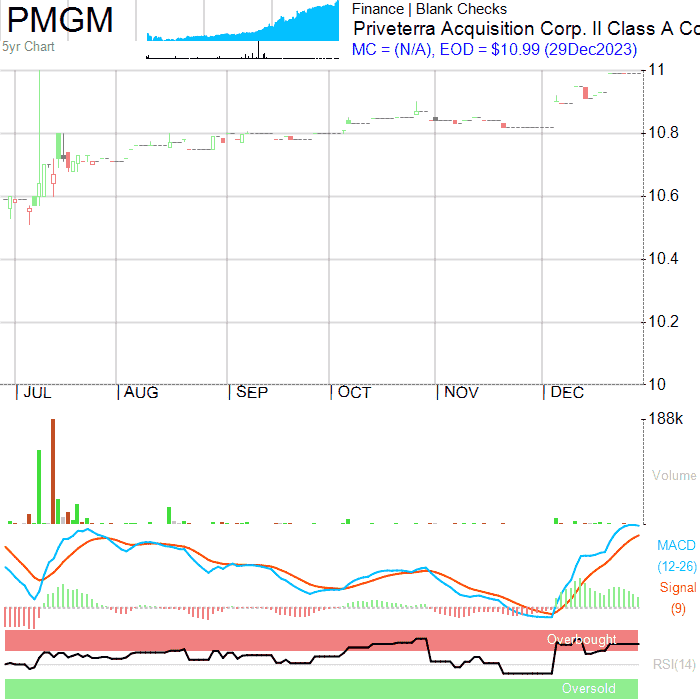 PMGM
5yr Chart
Finance | Blank Checks
Priveterra Acquisition Corp. II Class A Co
MC = (N/A), EOD = $10.99 (29Dec2023)
11
10.8
10.6
10.4
10.2
10
JUL AUG SEP OCT NOV DEC
188k
Volume
MACD
(12-26)
Signal
(9)
Overbought
RSI(14)
Oversold